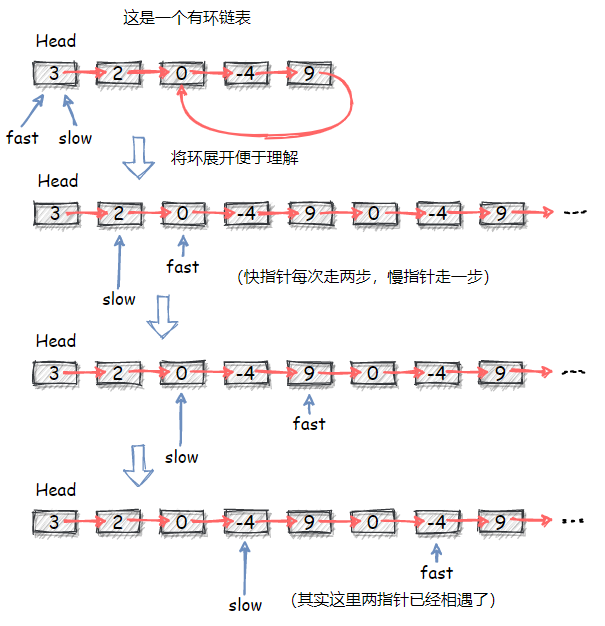 这是一个有环链表
Head
3 2 0 -4 9
fast slow
将环展开便于理解
Head
3 2 0 -4 9 0 -4 9
fast
(快指针每次走两步，慢指针走一步)
slow
Head
3 2 0 -4 9 0 -4 9
fast
slow
Head
3 2 0 -4 9 0 -4 9
fast
(其实这里两指针已经相遇了)
slow